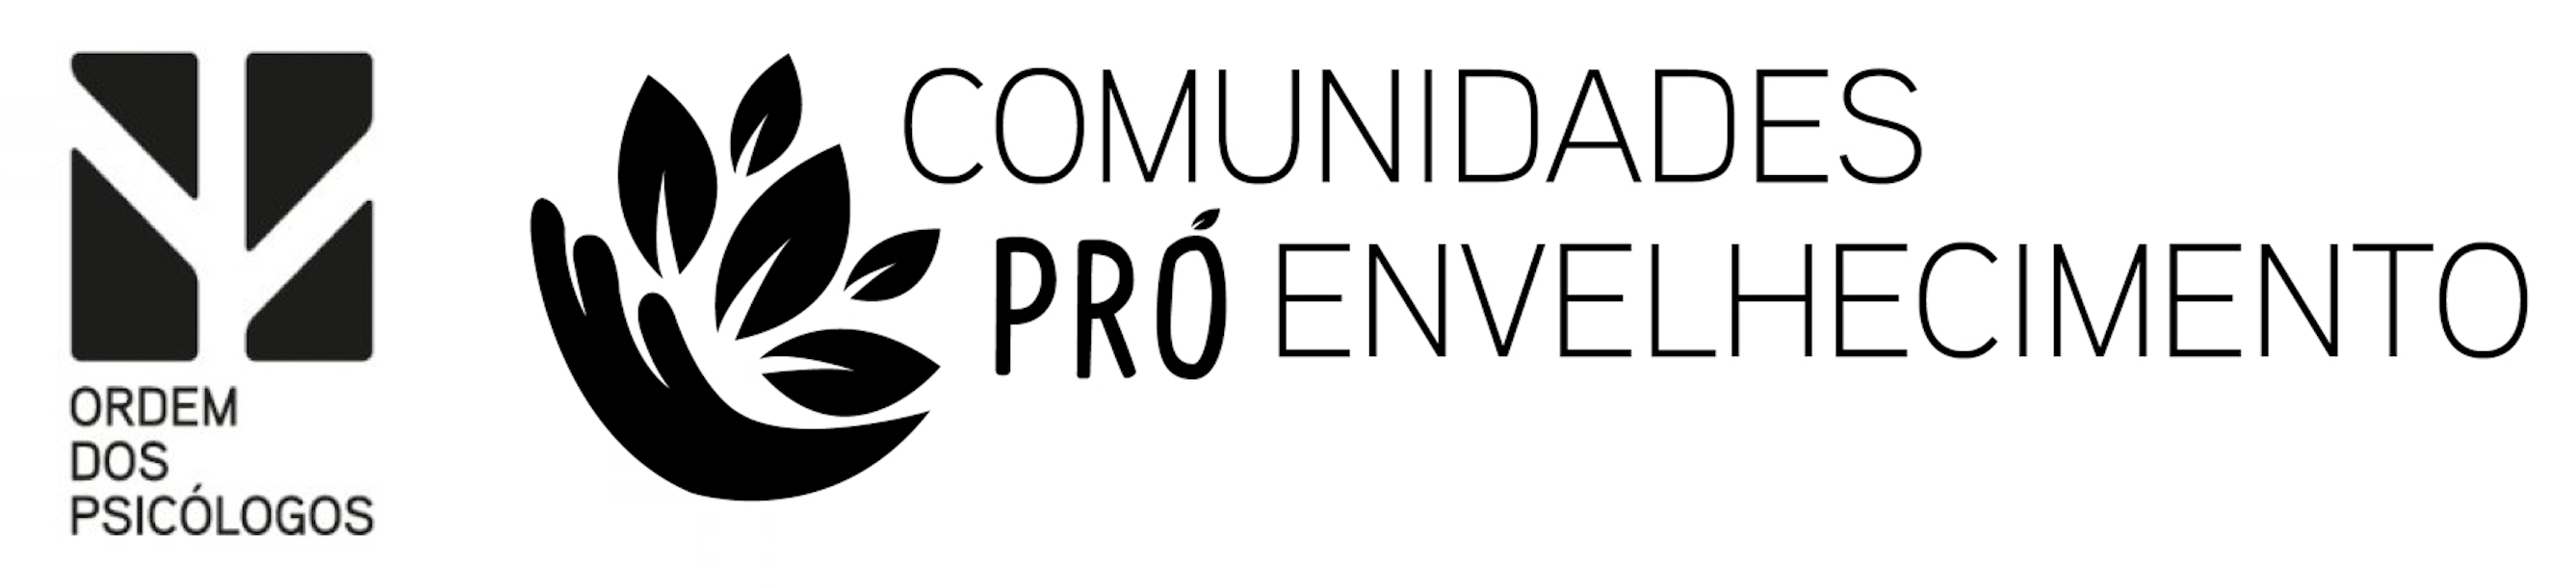 ORDEM
DOS
PSICÓLOGOS
COMUNIDADES
PRÓ ENVELHECIMENTO